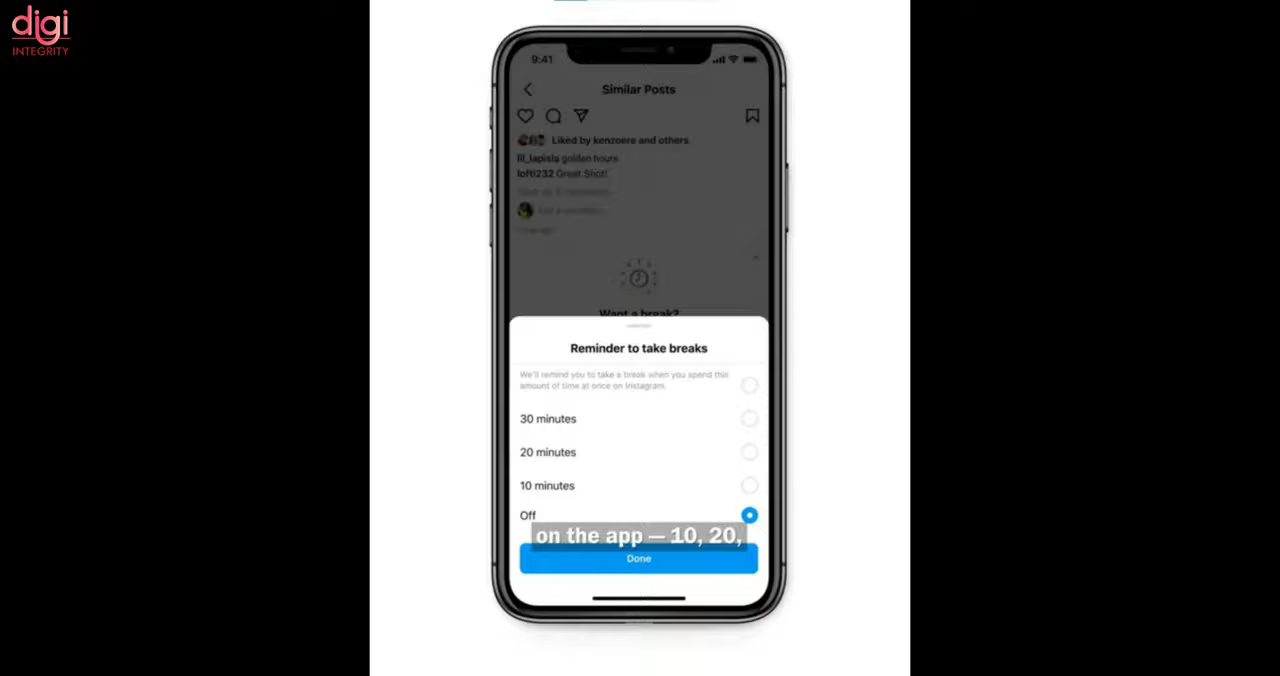 digi
INTEGRITY
9:41
Similar Posts
Liked by kenzoere and others
lil_lapisla golden hours
lofti232 Great Shot!
Want a break?
Reminder to take breaks
We'll remind you to take a break when you spend this
amount of time at once on Instagram.
30 minutes
20 minutes
10 minutes
Off
on the app — 10, 20,
Done